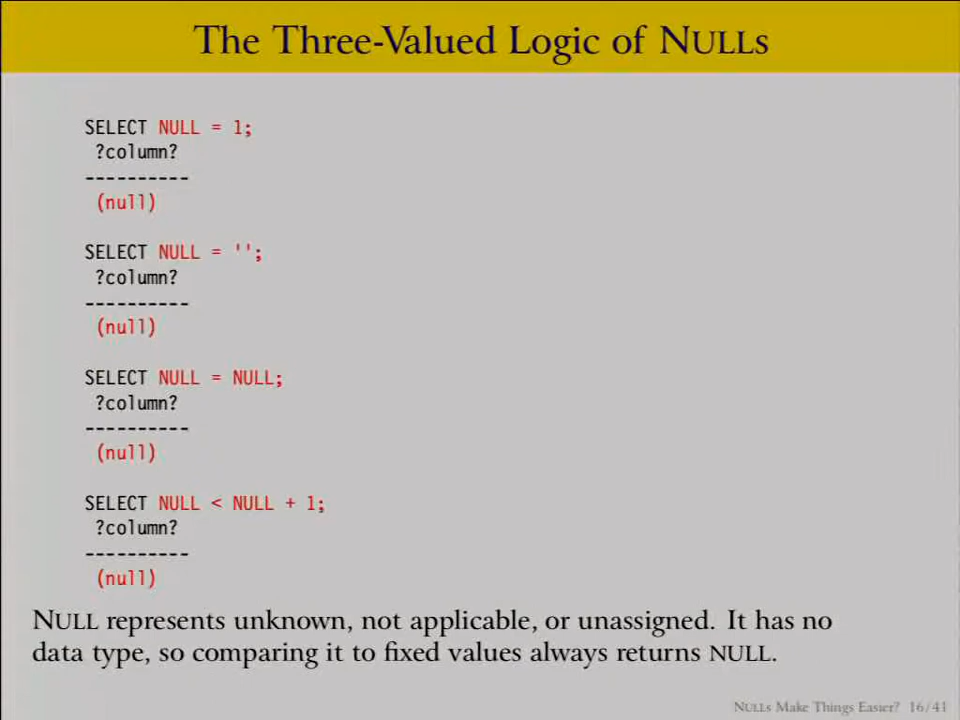 The Three-Valued Logic of NULLs
SELECT NULL = 1;
?column?
----------
(null)
SELECT NULL = '';
?column?
----------
(null)
SELECT NULL = NULL;
?column?
----------
(null)
SELECT NULL < NULL + 1;
?column?
----------
(null)
NULL represents unknown, not applicable, or unassigned. It has no
data type, so comparing it to fixed values always returns NULL.
NULLs Make Things Easier? 16/41